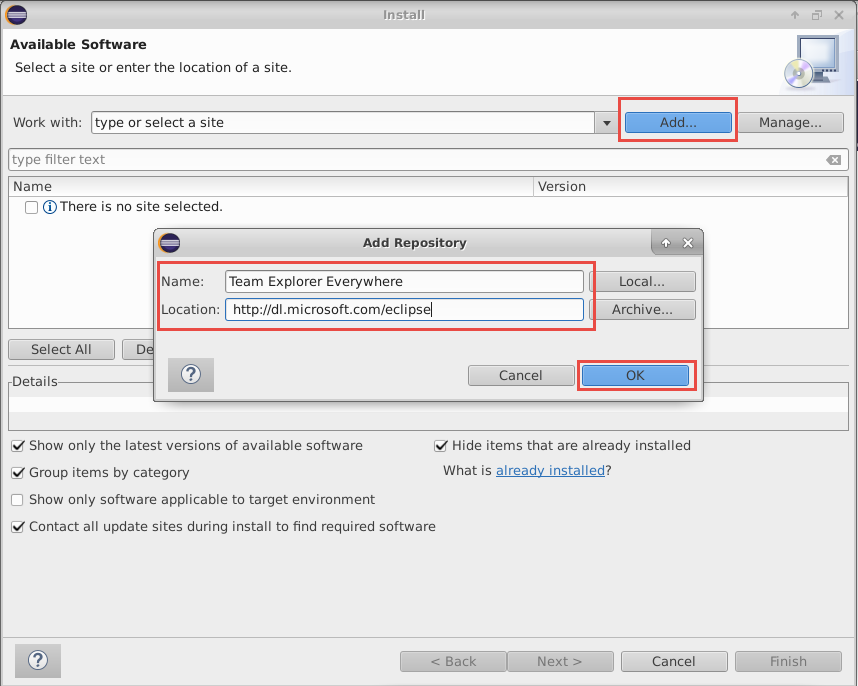 Install
Available Software
Select a site or enter the location of a site.
Work with: type or select a site Add... Manage...
type filter text
Name Version
There is no site selected.
Add Repository
Name: Team Explorer Everywhere Local...
Location: http://dl.microsoft.com/eclipse Archive...
Select All De
? Cancel OK
Details
Show only the latest versions of available software Hide items that are already installed
Group items by category What is already installed?
Show only software applicable to target environment
Contact all update sites during install to find required software
? < Back Next > Cancel Finish